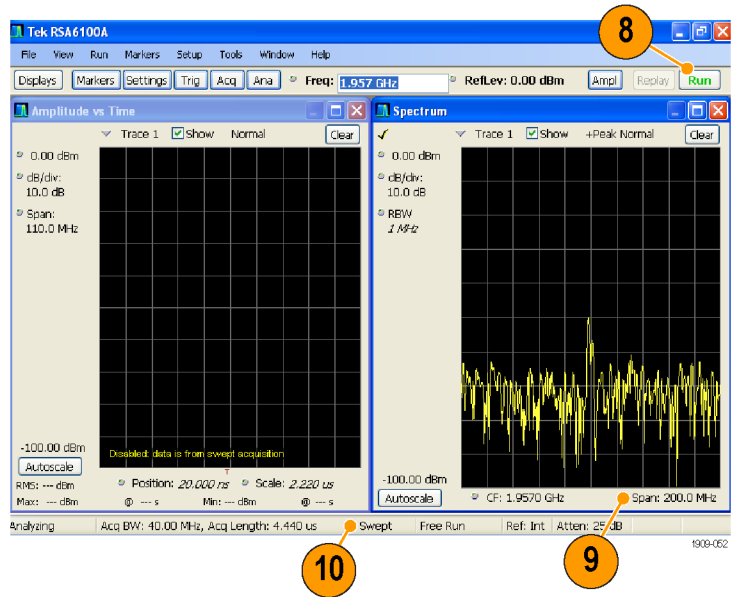 Tek RSA6100A
8
File View Run Markers Setup Tools Window Help
Displays Markers Settings Trig Acq Ana Freq: 1.957 GHz RefLev: 0.00 dBm Ampl Replay Run
Amplitude vs Time
Trace 1 Show Normal Clear
0.00 dBm
dB/div:
10.0 dB
Span:
110.0 MHz
-100.00 dBm
Autoscale
Disabled: data is from swept acquisition
T
Position: 20.000 ns Scale: 2.220 us
RMS: --- dBm
Max: --- dBm @ --- s Min: --- dBm @ --- s
Spectrum
Trace 1 Show +Peak Normal Clear
0.00 dBm
dB/div:
10.0 dB
RBW
1 MHz
-100.00 dBm
Autoscale CF: 1.9570 GHz Span: 200.0 MHz
Analyzing Acq BW: 40.00 MHz, Acq Length: 4.440 us Swept Free Run Ref: Int Atten: 25 dB
1909-052
10
9